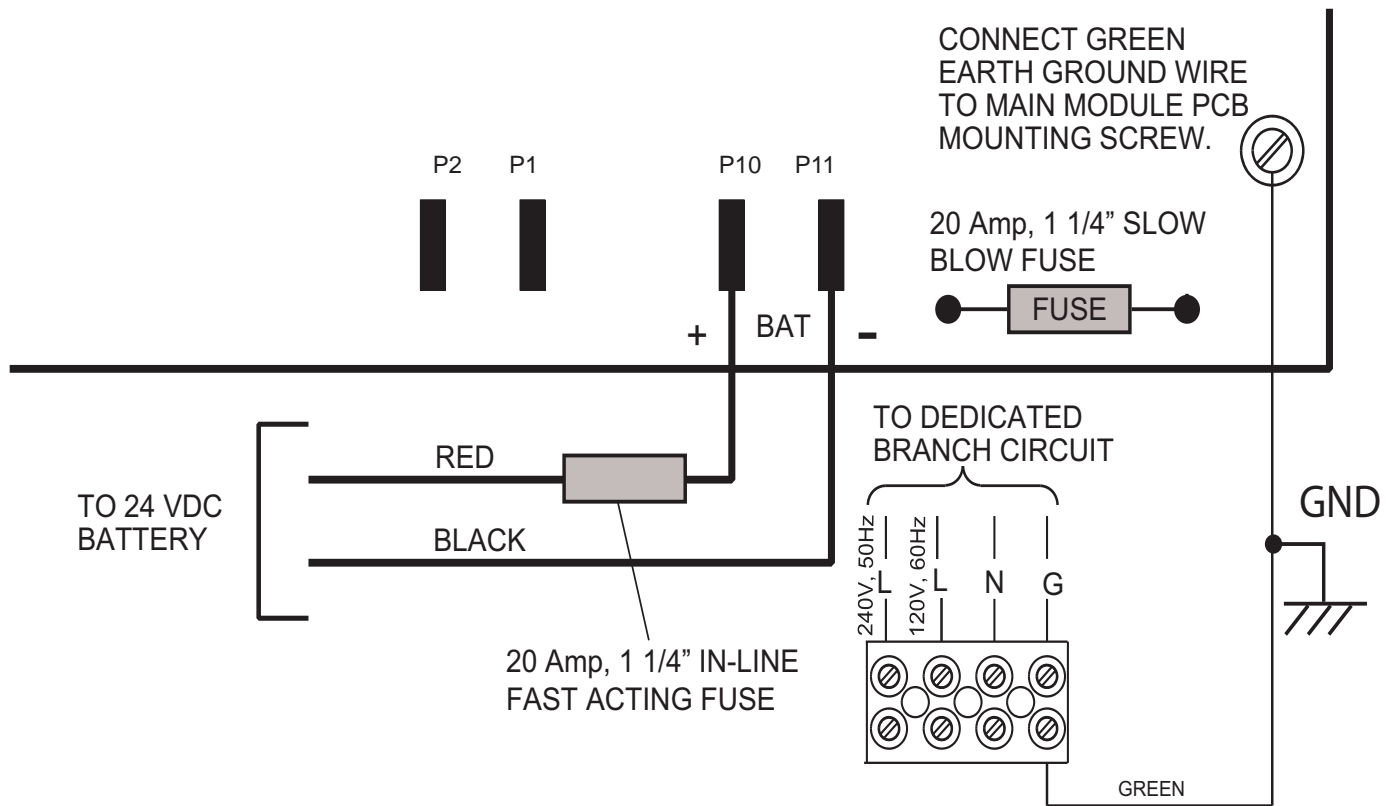 CONNECT GREEN
EARTH GROUND WIRE
TO MAIN MODULE PCB
MOUNTING SCREW.
P2
P1
P10
P11
20 Amp, 1 1/4” SLOW
BLOW FUSE
FUSE
+
BAT
-
TO DEDICATED
BRANCH CIRCUIT
RED
TO 24 VDC
BATTERY
BLACK
GND
240V, 50Hz
L
120V, 60Hz
L
N
G
20 Amp, 1 1/4” IN-LINE
FAST ACTING FUSE
GREEN